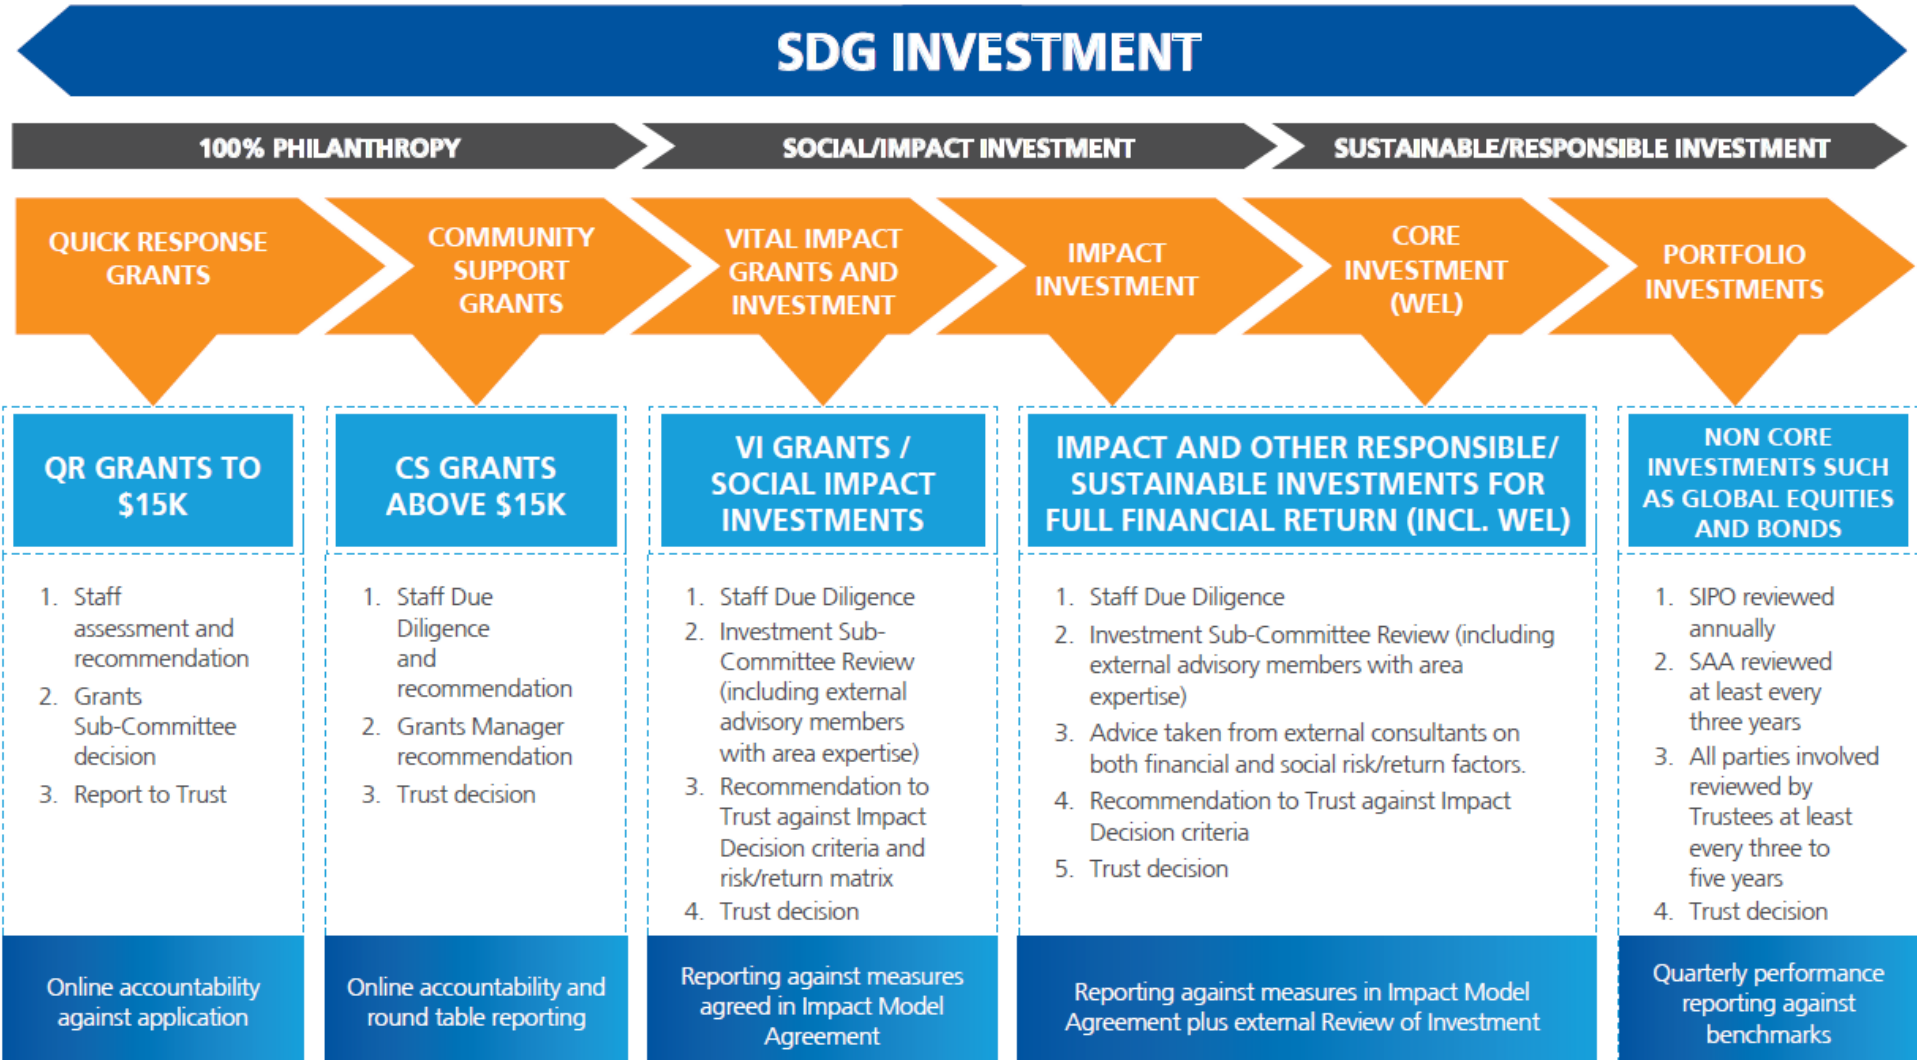 SDG INVESTMENT
100% PHILANTHROPY
SOCIAL/IMPACT INVESTMENT
SUSTAINABLE/RESPONSIBLE INVESTMENT
QUICK RESPONSE
GRANTS
COMMUNITY
SUPPORT
GRANTS
VITAL IMPACT
GRANTS AND
INVESTMENT
IMPACT
INVESTMENT
CORE
INVESTMENT
(WEL)
PORTFOLIO
INVESTMENTS
QR GRANTS TO
$15K
CS GRANTS
ABOVE $15K
VI GRANTS /
SOCIAL IMPACT
INVESTMENTS
IMPACT AND OTHER RESPONSIBLE/
SUSTAINABLE INVESTMENTS FOR
FULL FINANCIAL RETURN (INCL. WEL)
NON CORE
INVESTMENTS SUCH
AS GLOBAL EQUITIES
AND BONDS
1. Staff
assessment and
recommendation
2. Grants
Sub-Committee
decision
3. Report to Trust
1. Staff Due
Diligence
and
recommendation
2. Grants Manager
recommendation
3. Trust decision
1. Staff Due Diligence
2. Investment Sub-
Committee Review
(including external
advisory members
with area expertise)
3. Recommendation to
Trust against Impact
Decision criteria and
risk/return matrix
4. Trust decision
1. Staff Due Diligence
2. Investment Sub-Committee Review (including
external advisory members with area
expertise)
3. Advice taken from external consultants on
both financial and social risk/return factors.
4. Recommendation to Trust against Impact
Decision criteria
5. Trust decision
1. SIPO reviewed
annually
2. SAA reviewed
at least every
three years
3. All parties involved
reviewed by
Trustees at least
every three to
five years
4. Trust decision
Online accountability
against application
Online accountability and
round table reporting
Reporting against measures
agreed in Impact Model
Agreement
Reporting against measures in Impact Model
Agreement plus external Review of Investment
Quarterly performance
reporting against
benchmarks